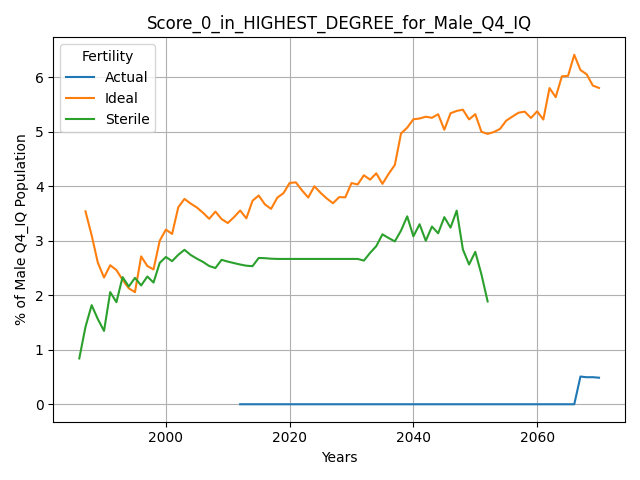 Score_0_in_HIGHEST_DEGREE_for_Male_Q4_IQ
Fertility
Actual
Ideal
Sterile
% of Male Q4_IQ Population
6
5
4
3
2
1
0
2000
2020
2040
2060
Years